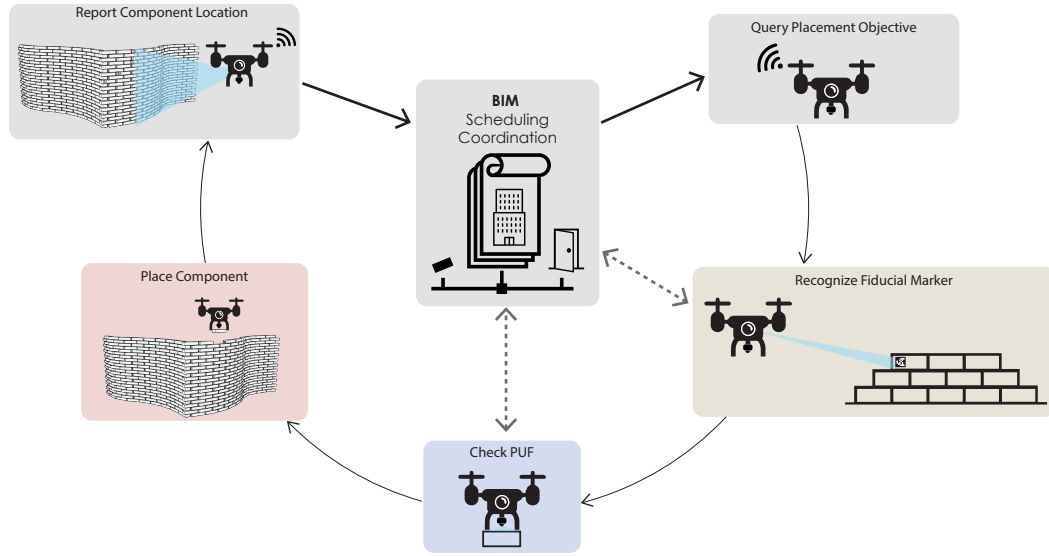 Report Component Location
Query Placement Objective
BIM
Scheduling
Coordination
Place Component
Recognize Fiducial Marker
Check PUF